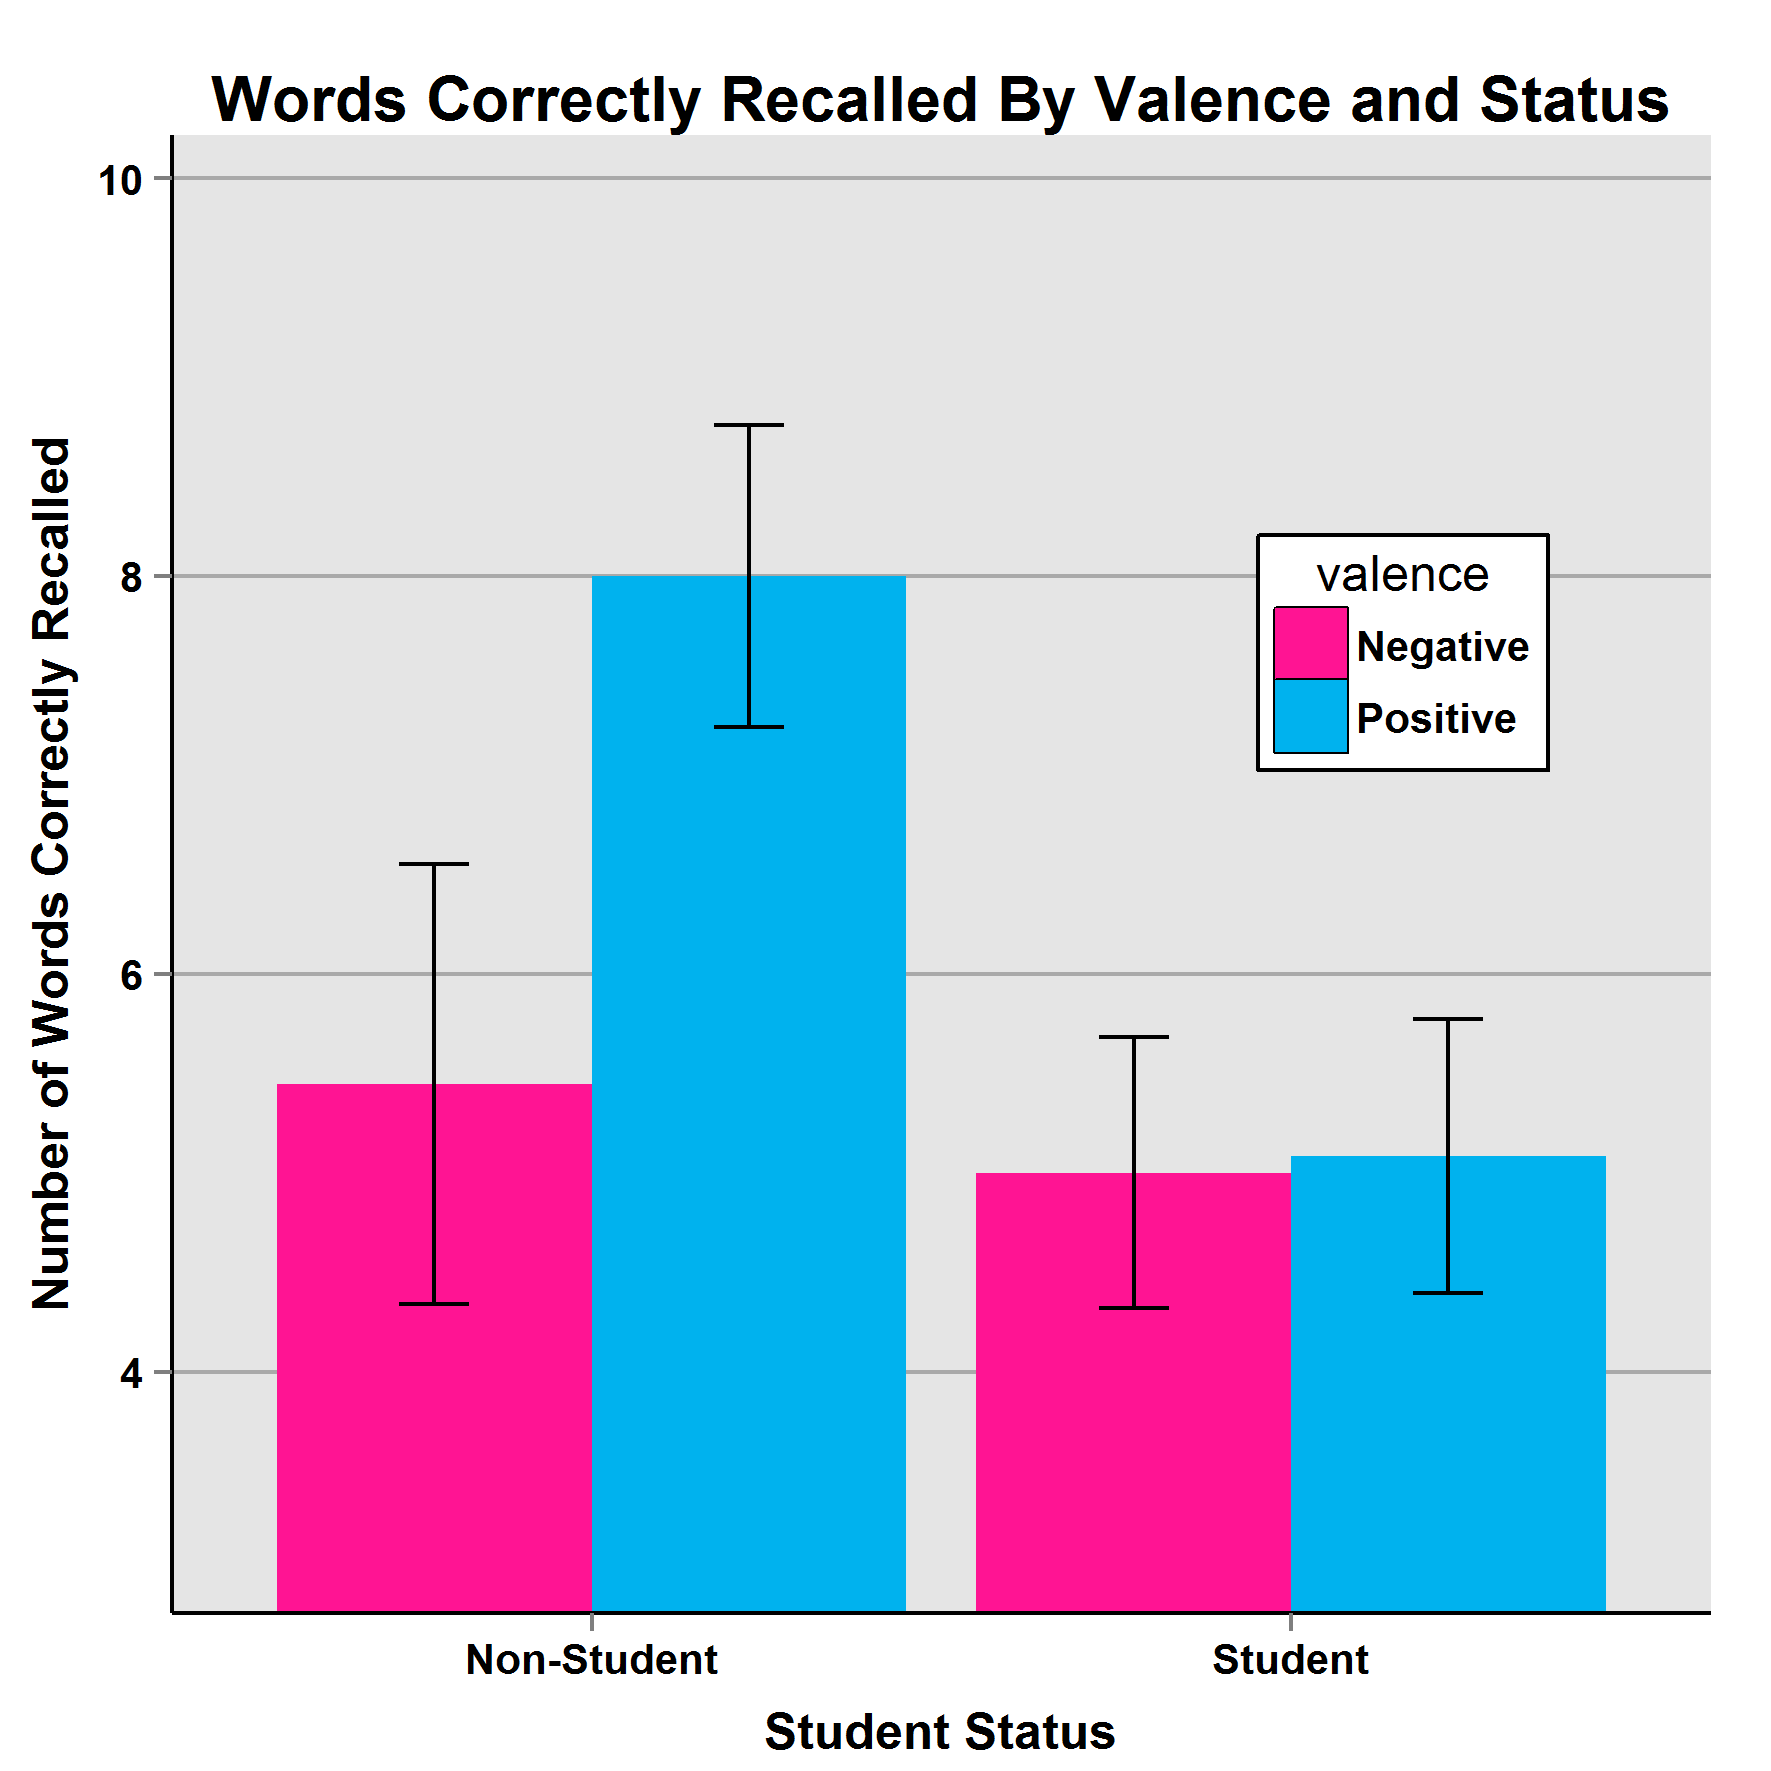 Words Correctly Recalled By Valence and Status
Number of Words Correctly Recalled
10
8
6
4
valence
Negative
Positive
Non-Student
Student
Student Status